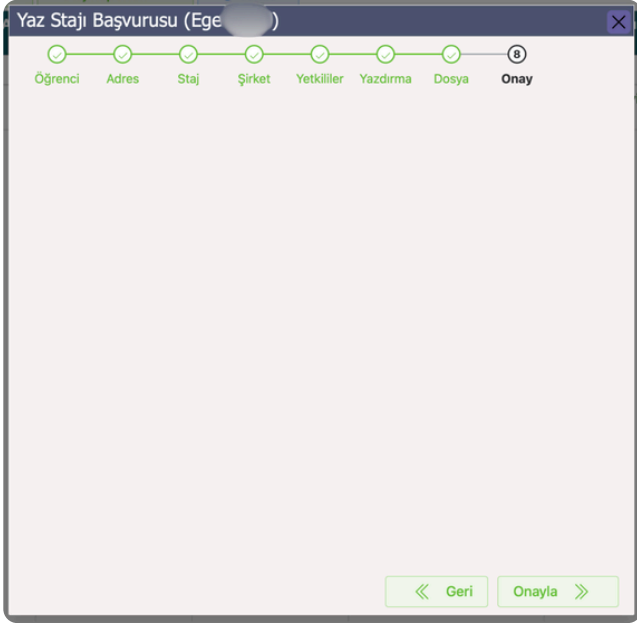 Yaz Stajı Başvurusu (Ege )
8
Öğrenci Adres Staj Şirket Yetkililer Yazdırma Dosya Onay
Geri Onayla